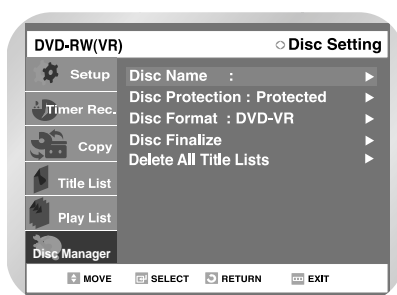 DVD-RW(VR) Disc Setting
Setup
Timer Rec.
Copy
Title List
Play List
Disc Manager
Disc Name :
Disc Protection : Protected
Disc Format : DVD-VR
Disc Finalize
Delete All Title Lists
MOVE SELECT RETURN EXIT